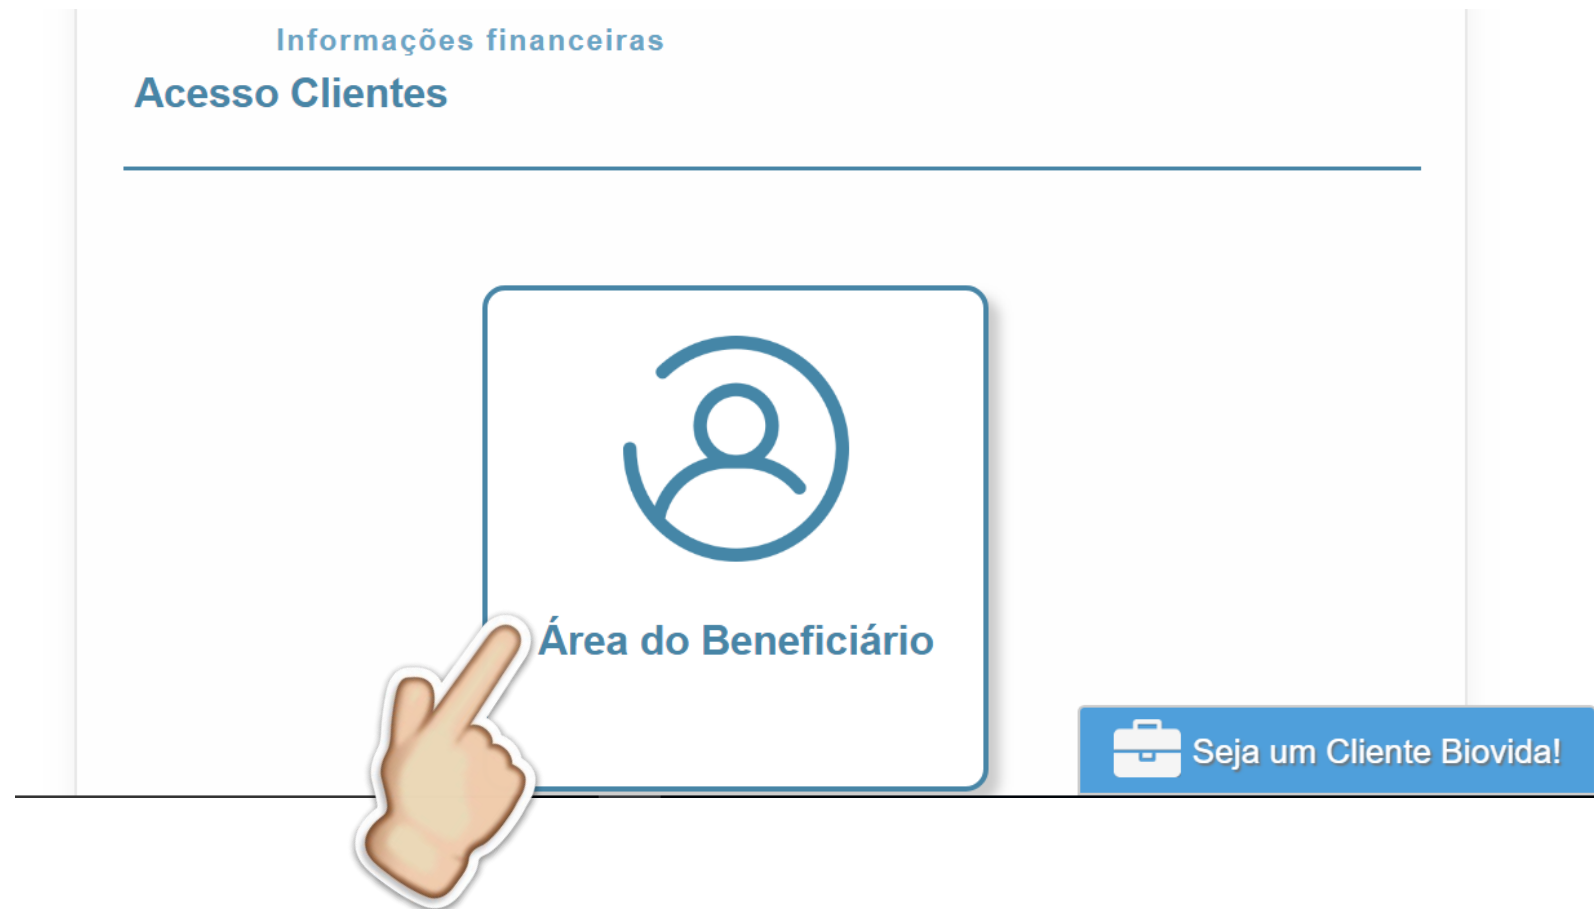 Informações financeiras
Acesso Clientes
Área do Beneficiário
Seja um Cliente Biovida!